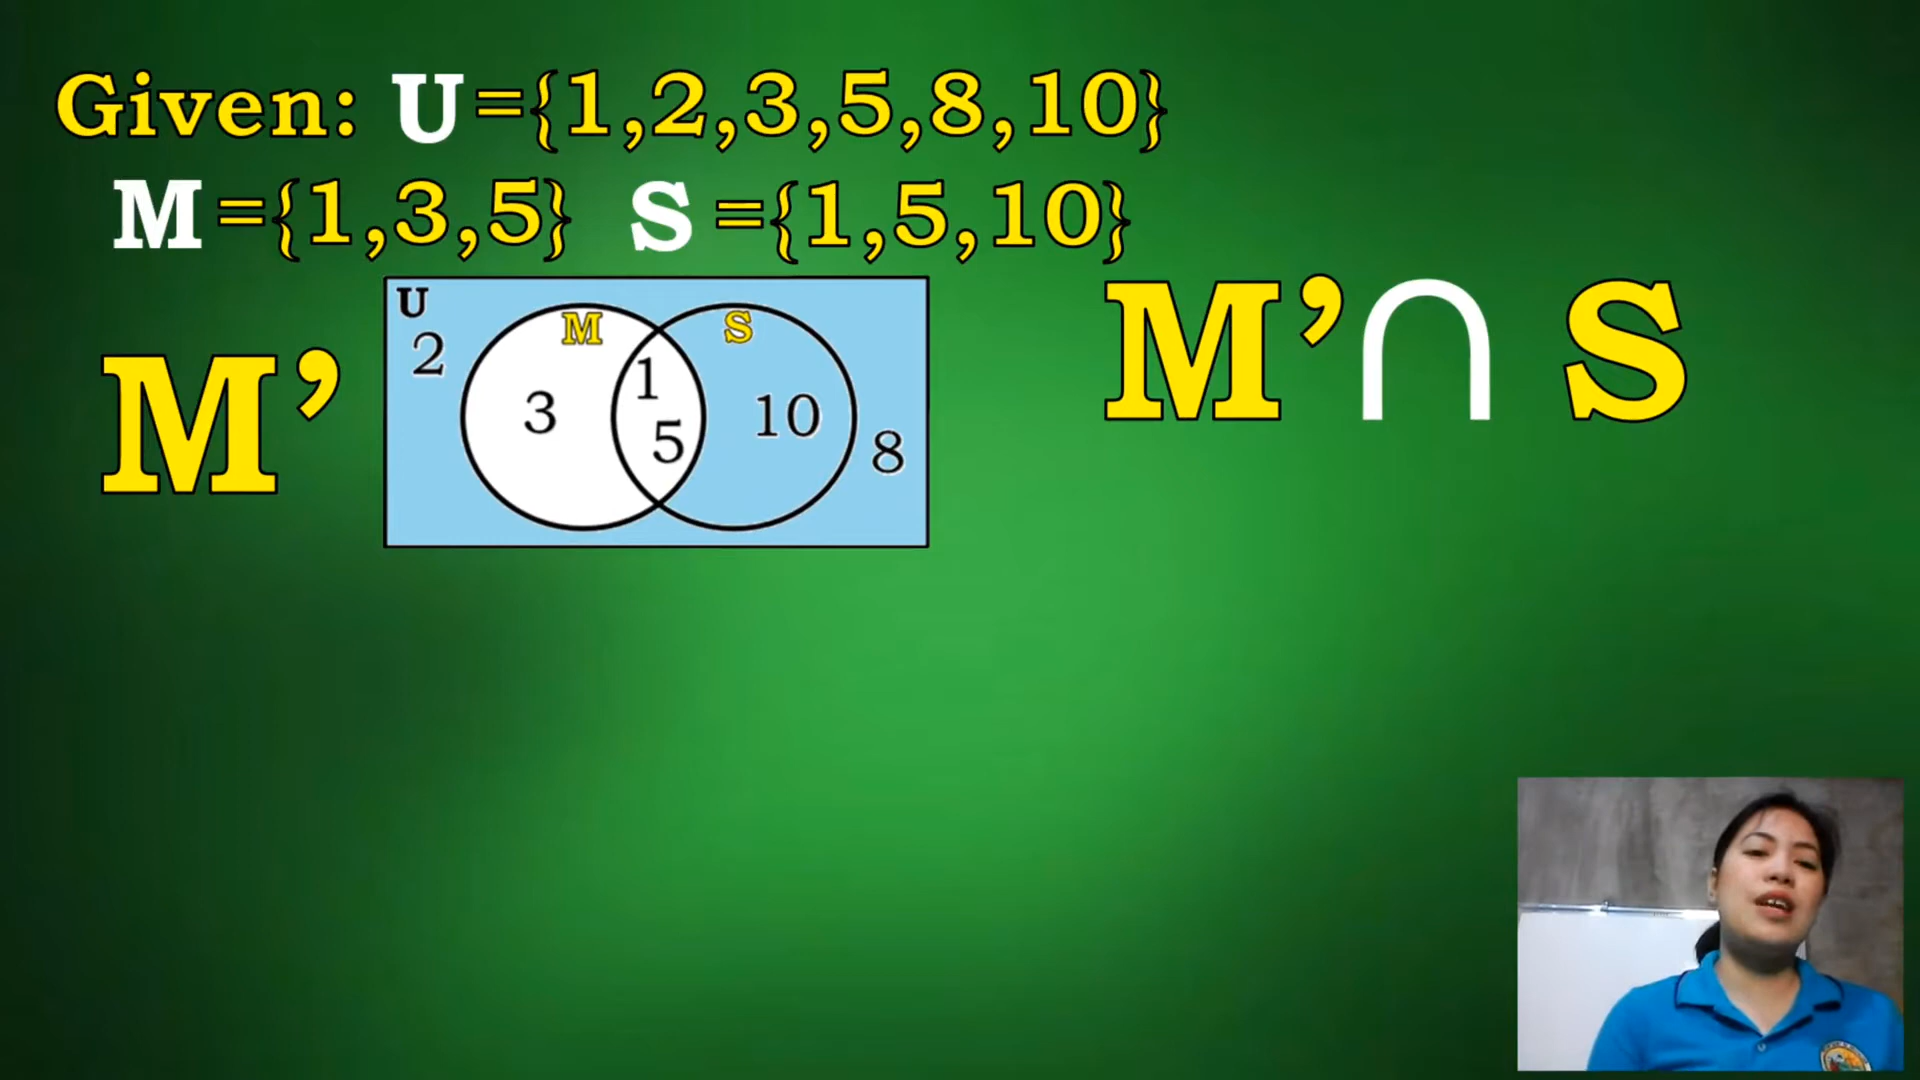 Given: U={1,2,3,5,8,10}
M={1,3,5} S={1,5,10}
M’
U
2
M
S
3
1
5
10
8
M’∩ S